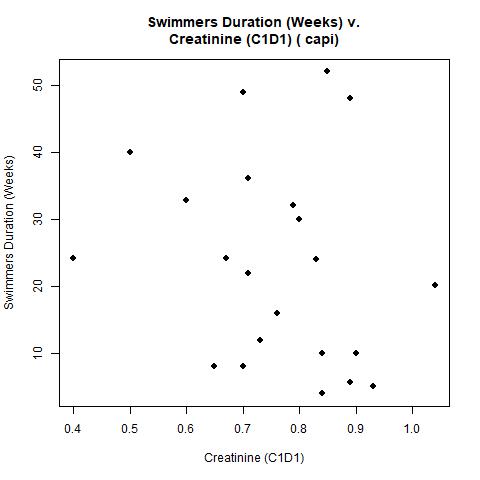 Swimmers Duration (Weeks) v.
Creatinine (C1D1) ( capi)
Swimmers Duration (Weeks)
50
40
30
20
10
0.4 0.5 0.6 0.7 0.8 0.9 1.0
Creatinine (C1D1)